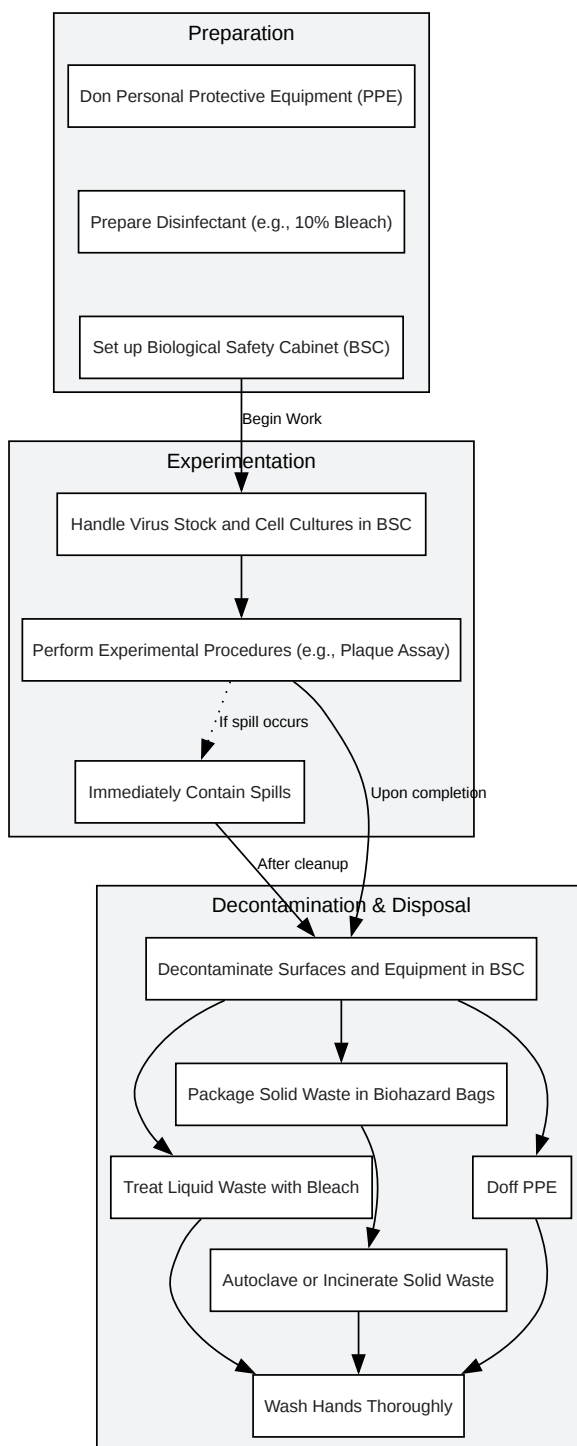 Preparation
Don Personal Protective Equipment (PPE)
Prepare Disinfectant (e.g., 10% Bleach)
Set up Biological Safety Cabinet (BSC)
Begin Work
Experimentation
Handle Virus Stock and Cell Cultures in BSC
Perform Experimental Procedures (e.g., Plaque Assay)
If spill occurs
Immediately Contain Spills
Upon completion
After cleanup
Decontamination & Disposal
Decontaminate Surfaces and Equipment in BSC
Package Solid Waste in Biohazard Bags
Treat Liquid Waste with Bleach
Doff PPE
Autoclave or Incinerate Solid Waste
Wash Hands Thoroughly